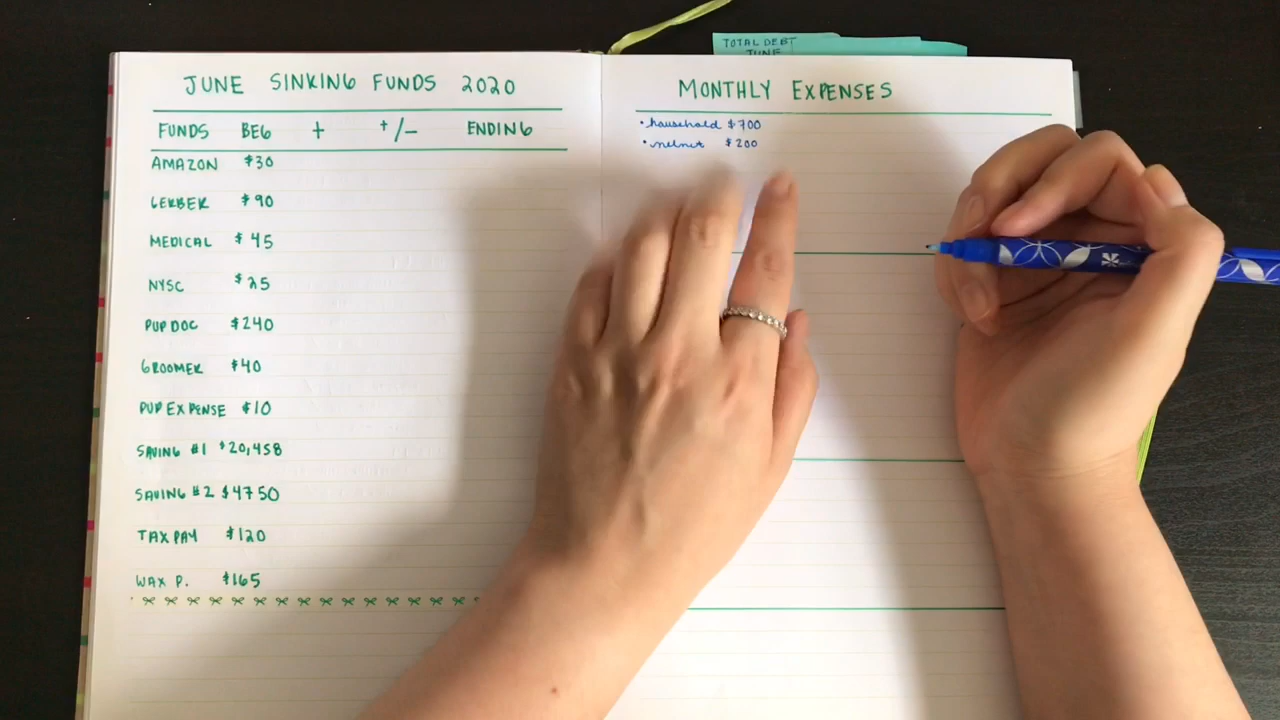 TOTAL DEBT
JUNE
JUNE SINKING FUNDS 2020
FUNDS BEG + +/- ENDING
AMAZON $30
GERBER $90
MEDICAL $45
NYSC $25
PUP DOC $240
GROOMER $40
PUP EXPENSE $10
SAVING #1 $20,458
SAVING #2 $4750
TAX PAY $120
WAX P. $165
MONTHLY EXPENSES
• household $700
• nelnet $200